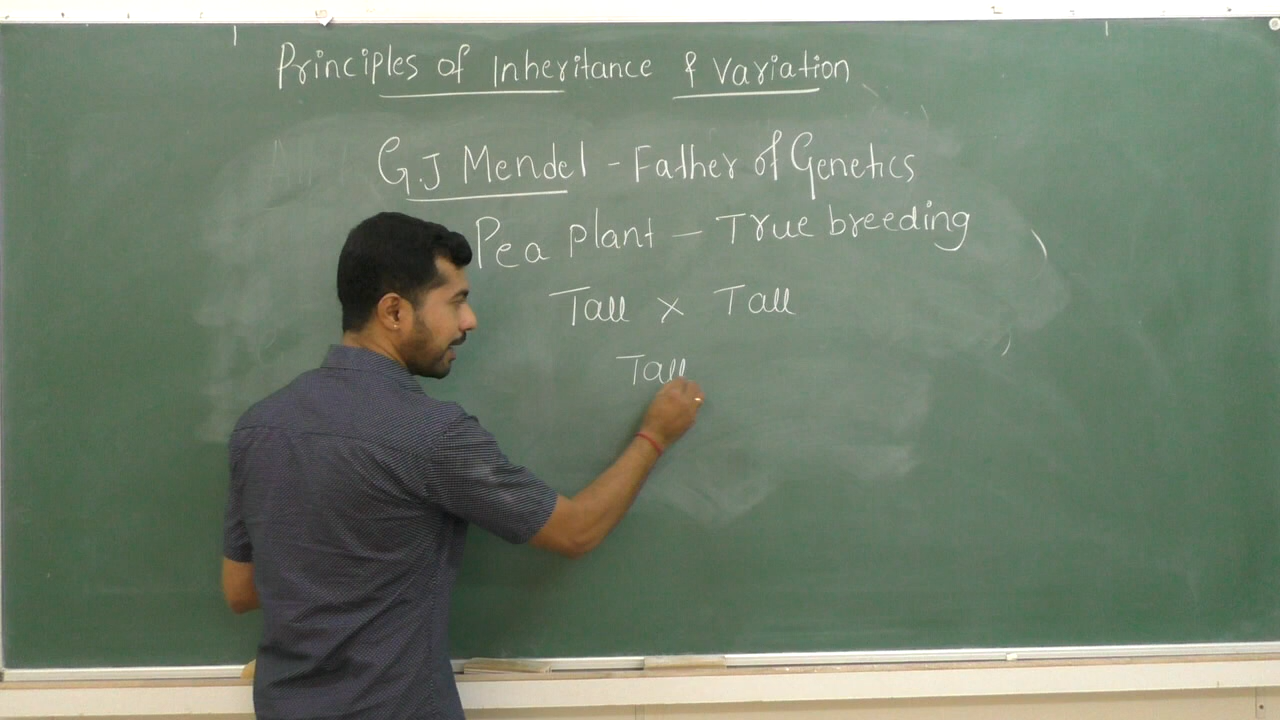 Principles of Inheritance & Variation
G.J Mendel - Father of Genetics
Pea plant - True breeding
Tall x Tall
Tall